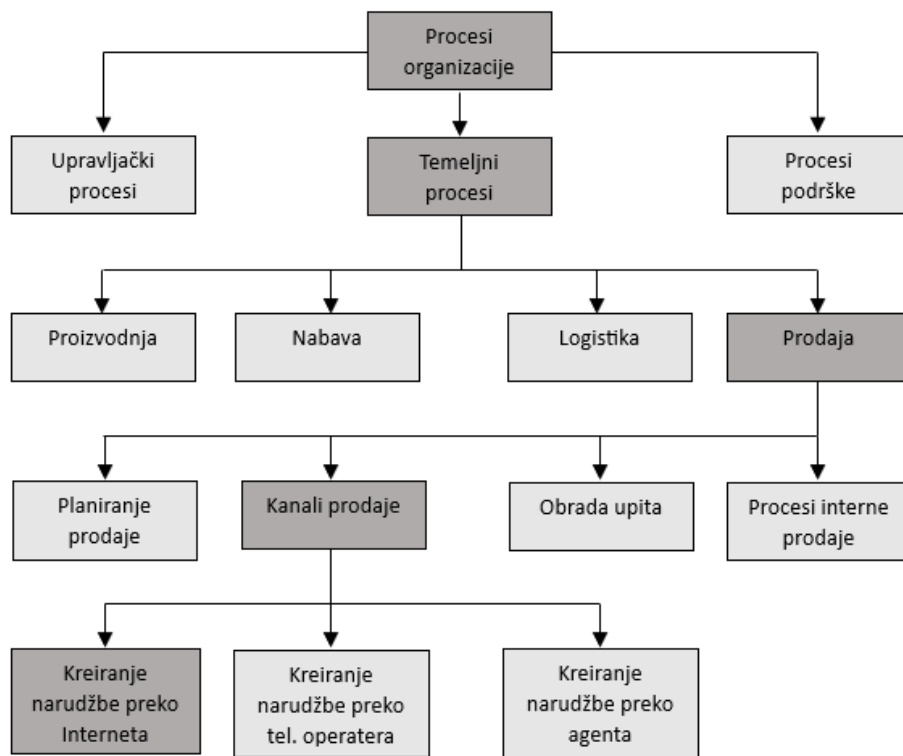 Procesi
organizacije
Upravljački
procesi
Temeljni
procesi
Procesi
podrške
Proizvodnja
Nabava
Logistika
Prodaja
Planiranje
prodaje
Kanali prodaje
Obrada upita
Procesi interne
prodaje
Kreiranje
narudžbe preko
Interneta
Kreiranje
narudžbe preko
tel. operatera
Kreiranje
narudžbe preko
agenta